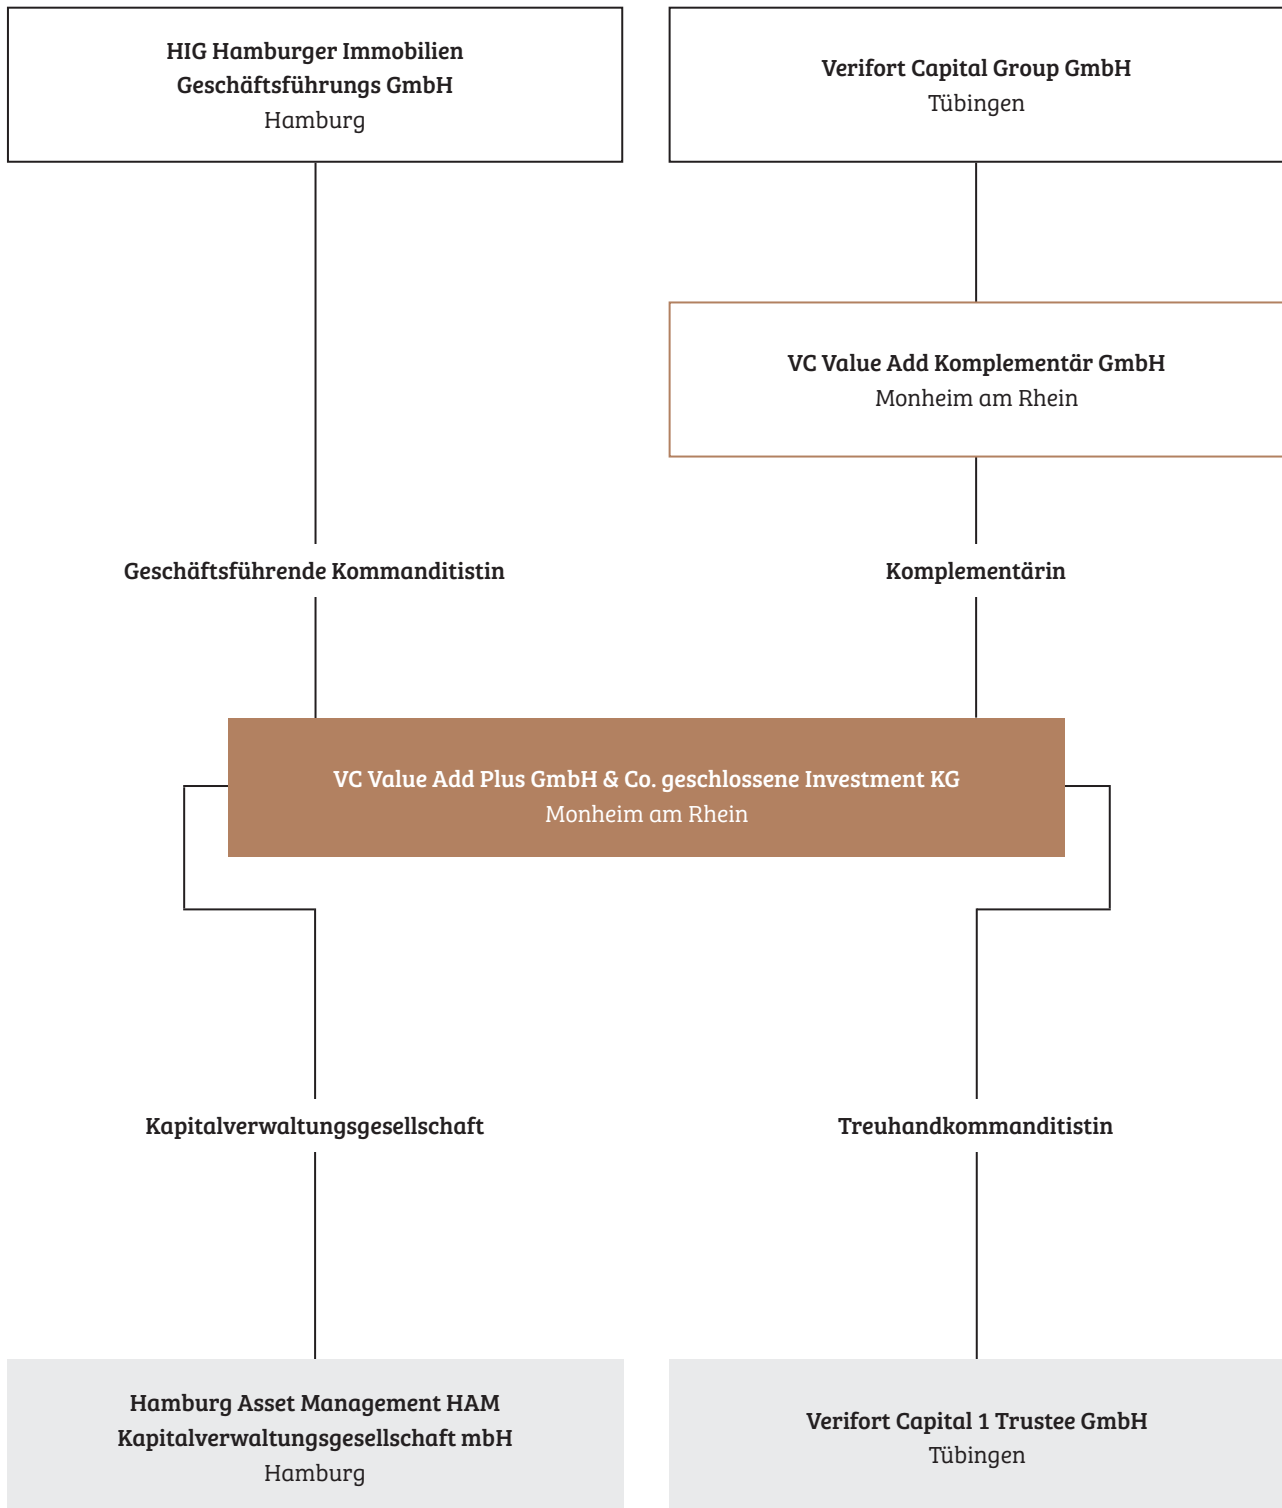 HIG Hamburger Immobilien
Geschäftsführungs GmbH
Hamburg
Verifort Capital Group GmbH
Tübingen
VC Value Add Komplementär GmbH
Monheim am Rhein
Geschäftsführende Kommanditistin
Komplementärin
VC Value Add Plus GmbH & Co. geschlossene Investment KG
Monheim am Rhein
Kapitalverwaltungsgesellschaft
Treuhandkommanditistin
Hamburg Asset Management HAM
Kapitalverwaltungsgesellschaft mbH
Hamburg
Verifort Capital 1 Trustee GmbH
Tübingen